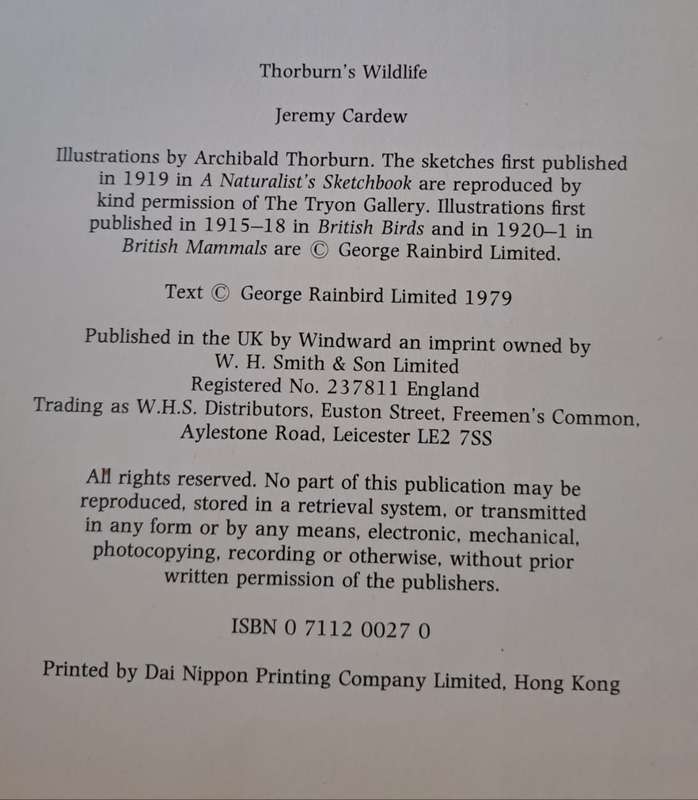 Thorburn's Wildlife
Jeremy Cardew
Illustrations by Archibald Thorburn. The sketches first published
in 1919 in A Naturalist's Sketchbook are reproduced by
kind permission of The Tryon Gallery. Illustrations first
published in 1915–18 in British Birds and in 1920–1 in
British Mammals are © George Rainbird Limited.
Text © George Rainbird Limited 1979
Published in the UK by Windward an imprint owned by
W. H. Smith & Son Limited
Registered No. 237811 England
Trading as W.H.S. Distributors, Euston Street, Freemen's Common,
Aylestone Road, Leicester LE2 7SS
All rights reserved. No part of this publication may be
reproduced, stored in a retrieval system, or transmitted
in any form or by any means, electronic, mechanical,
photocopying, recording or otherwise, without prior
written permission of the publishers.
ISBN 0 7112 0027 0
Printed by Dai Nippon Printing Company Limited, Hong Kong